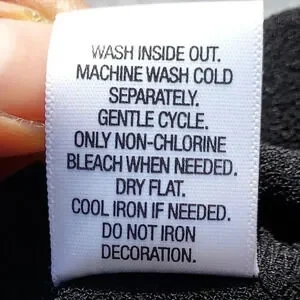 WASH INSIDE OUT.
MACHINE WASH COLD
SEPARATELY.
GENTLE CYCLE.
ONLY NON-CHLORINE
BLEACH WHEN NEEDED.
DRY FLAT.
COOL IRON IF NEEDED.
DO NOT IRON
DECORATION.